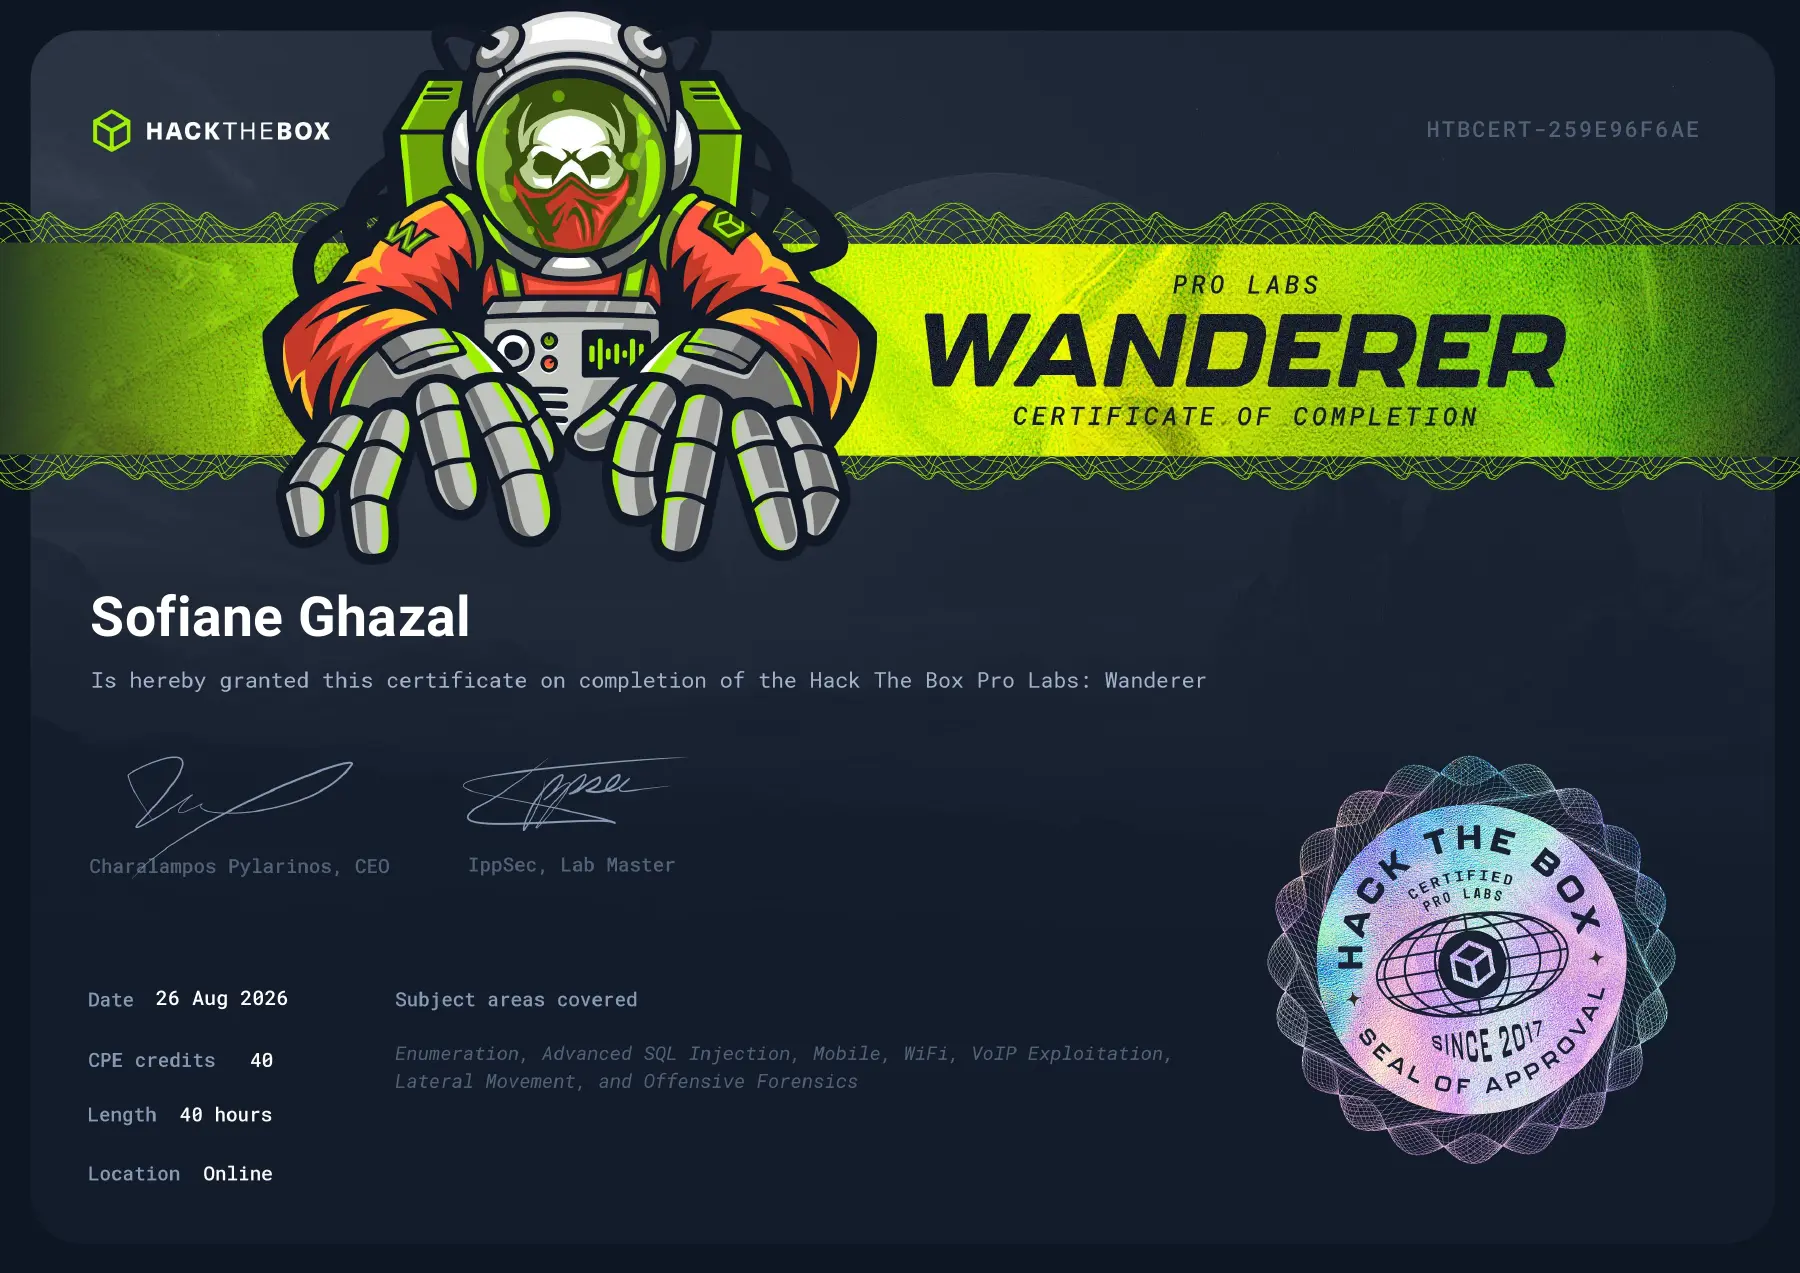 HACKTHEBOX
HTBCERT-259E96F6AE
W
PRO LABS
WANDERER
CERTIFICATE OF COMPLETION
Sofiane Ghazal
Is hereby granted this certificate on completion of the Hack The Box Pro Labs: Wanderer
Ippsec
Charalampos Pylarinos, CEO
IppSec, Lab Master
Date 26 Aug 2026
CPE credits 40
Length 40 hours
Location Online
Subject areas covered
Enumeration, Advanced SQL Injection, Mobile, WiFi, VoIP Exploitation,
Lateral Movement, and Offensive Forensics
HACK THE BOX
CERTIFIED
PRO LABS
SINCE 2017
SEAL OF APPROVAL